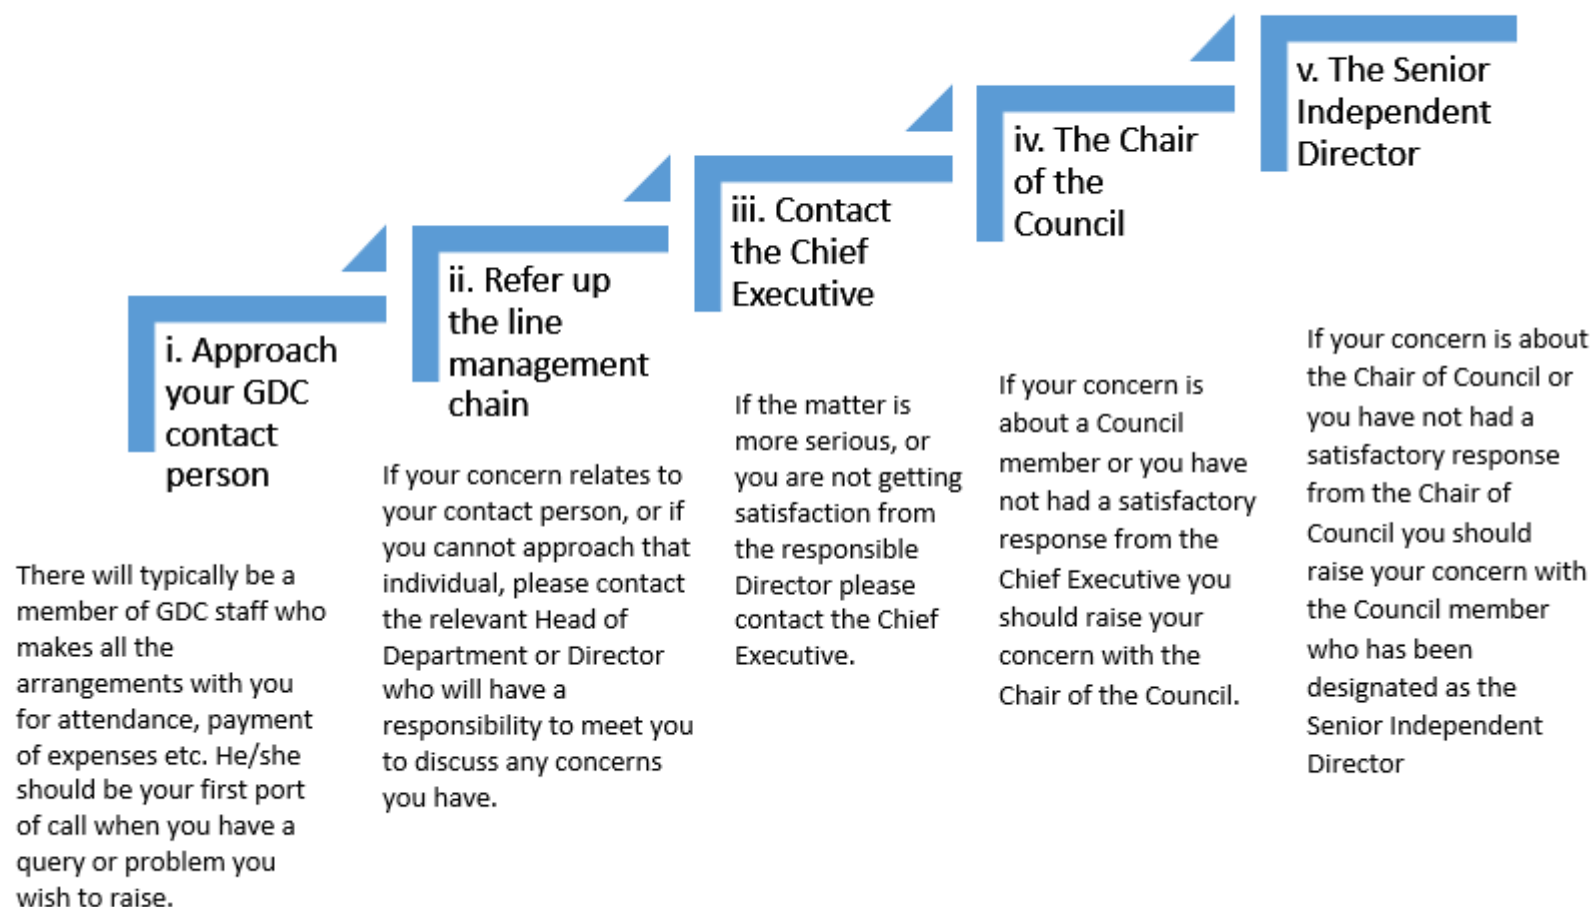 i. Approach
your GDC
contact
person
There will typically be a
member of GDC staff who
makes all the
arrangements with you
for attendance, payment
of expenses etc. He/she
should be your first port
of call when you have a
query or problem you
wish to raise.
ii. Refer up
the line
management
chain
If your concern relates to
your contact person, or if
you cannot approach that
individual, please contact
the relevant Head of
Department or Director
who will have a
responsibility to meet you
to discuss any concerns
you have.
iii. Contact
the Chief
Executive
If the matter is
more serious, or
you are not getting
satisfaction from
the responsible
Director please
contact the Chief
Executive.
iv. The Chair
of the
Council
If your concern is
about a Council
member or you have
not had a satisfactory
response from the
Chief Executive you
should raise your
concern with the
Chair of the Council.
v. The Senior
Independent
Director
If your concern is about
the Chair of Council or
you have not had a
satisfactory response
from the Chair of
Council you should
raise your concern with
the Council member
who has been
designated as the
Senior Independent
Director